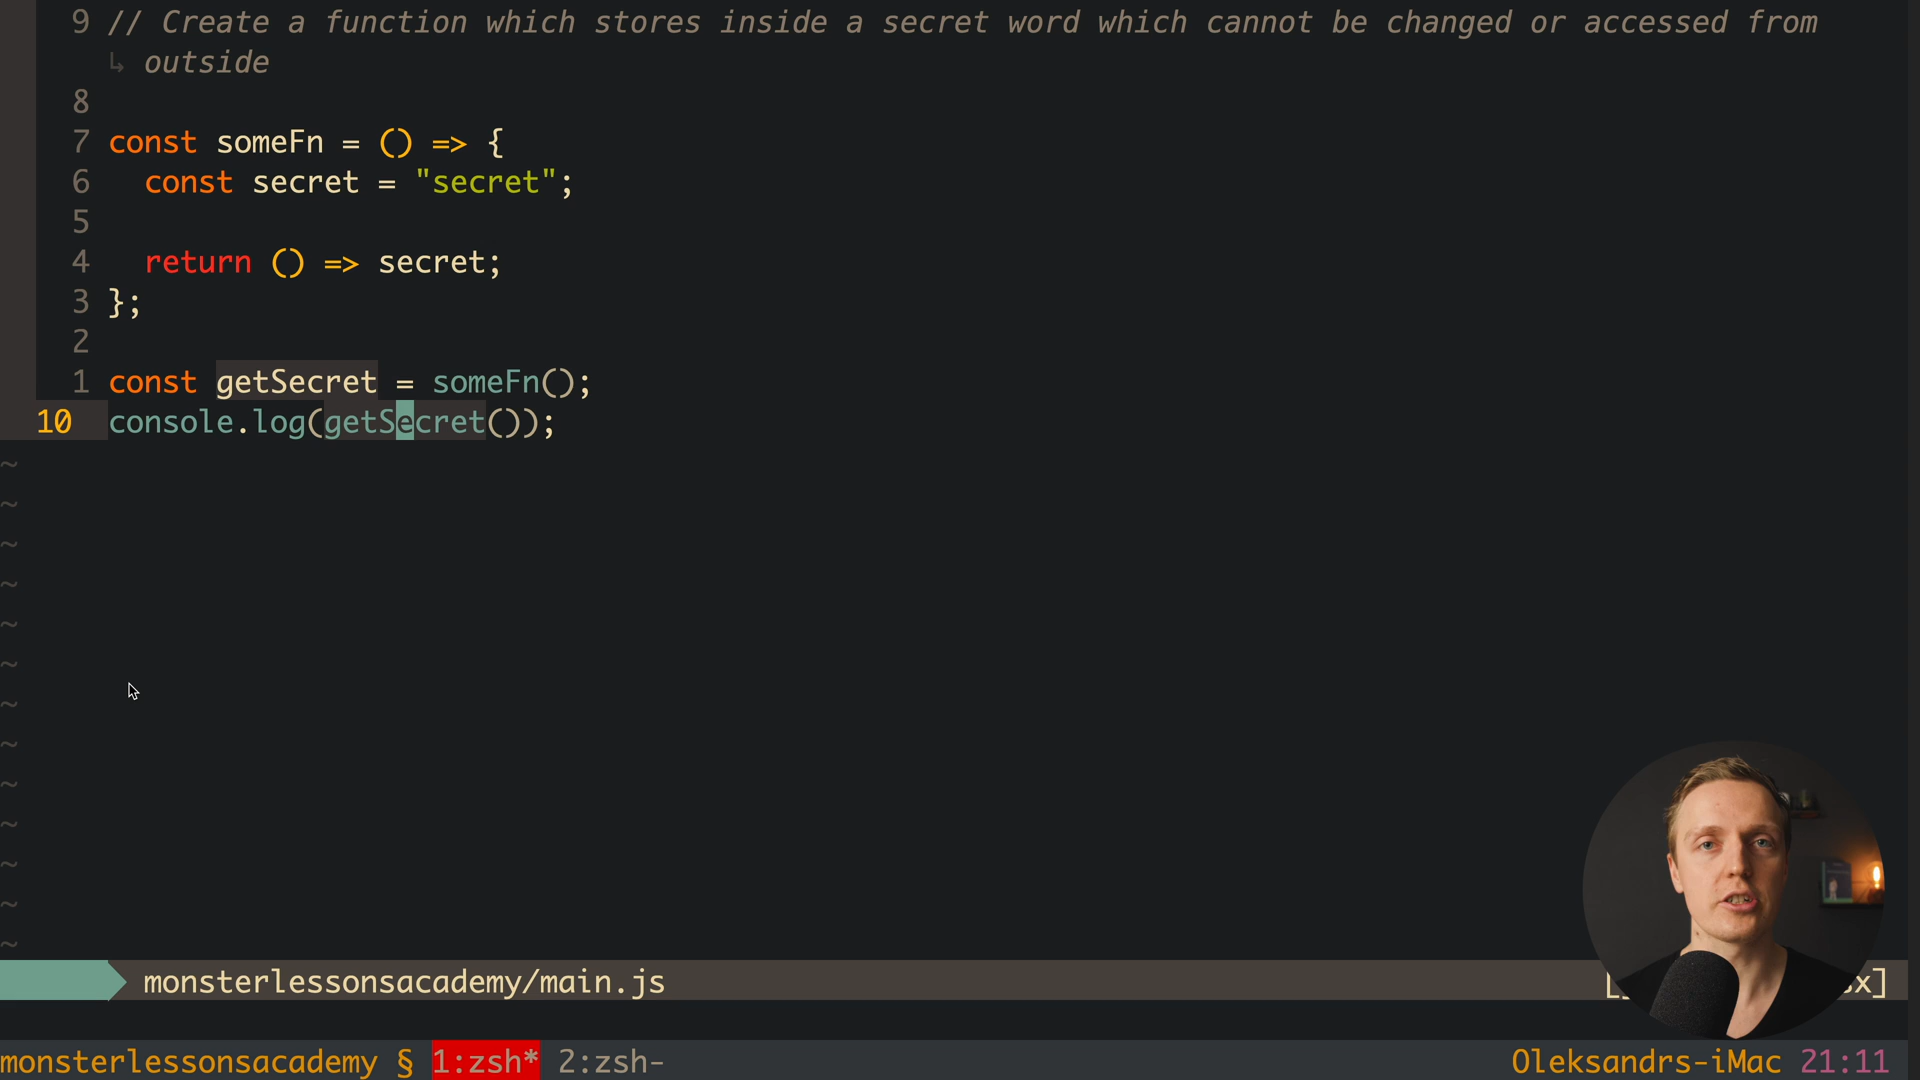 9 // Create a function which stores inside a secret word which cannot be changed or accessed from
↳ outside
8
7 const someFn = () => {
6   const secret = "secret";
5
4   return () => secret;
3 };
2
1 const getSecret = someFn();
10 console.log(getSecret());
~
~
~
~
~
~
~
~
~
~
~
~
~
monsterlessonsacademy/main.js
monsterlessonsacademy § 1:zsh* 2:zsh- Oleksandrs-iMac 21:11